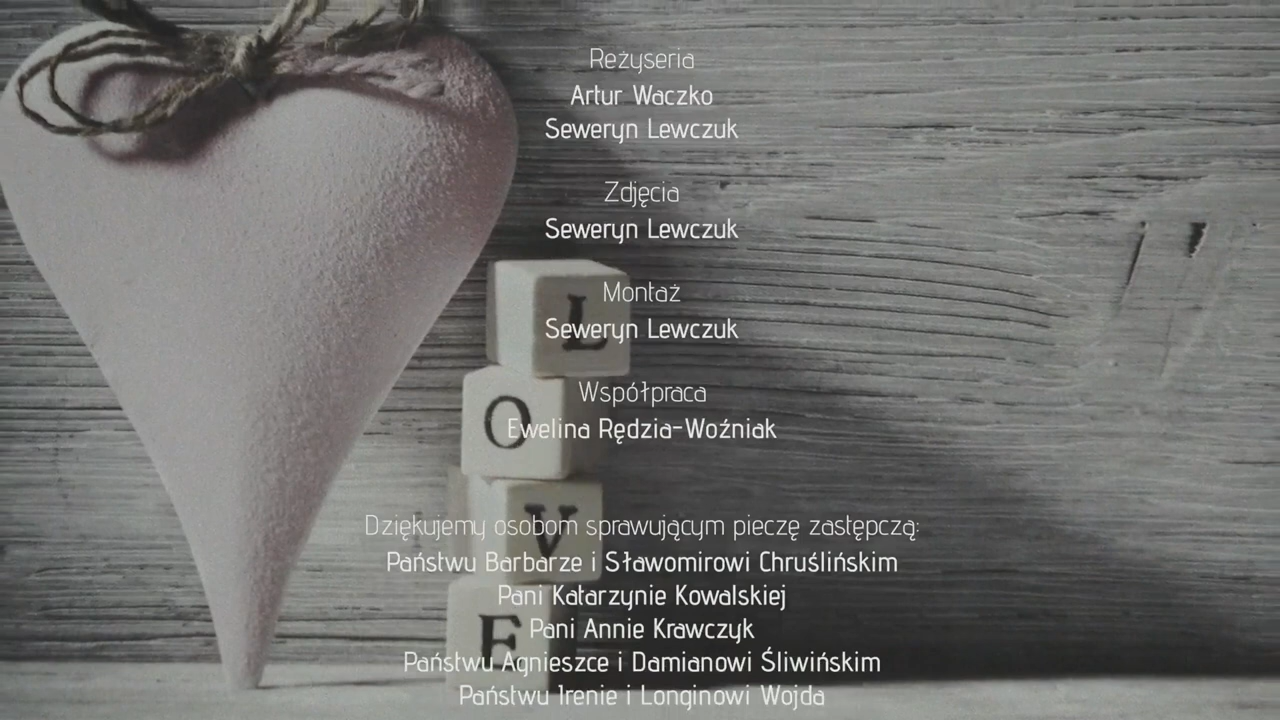 Reżyseria
Artur Waczko
Seweryn Lewczuk
Zdjęcia
Seweryn Lewczuk
Montaż
Seweryn Lewczuk
Współpraca
Ewelina Rędzia-Woźniak
Dziękujemy osobom sprawującym pieczę zastępczą:
Państwu Barbarze i Sławomirowi Chruślińskim
Pani Katarzynie Kowalskiej
Pani Annie Krawczyk
Państwu Agnieszce i Damianowi Śliwińskim
Państwu Irenie i Longinowi Wojda
L
O
V
E